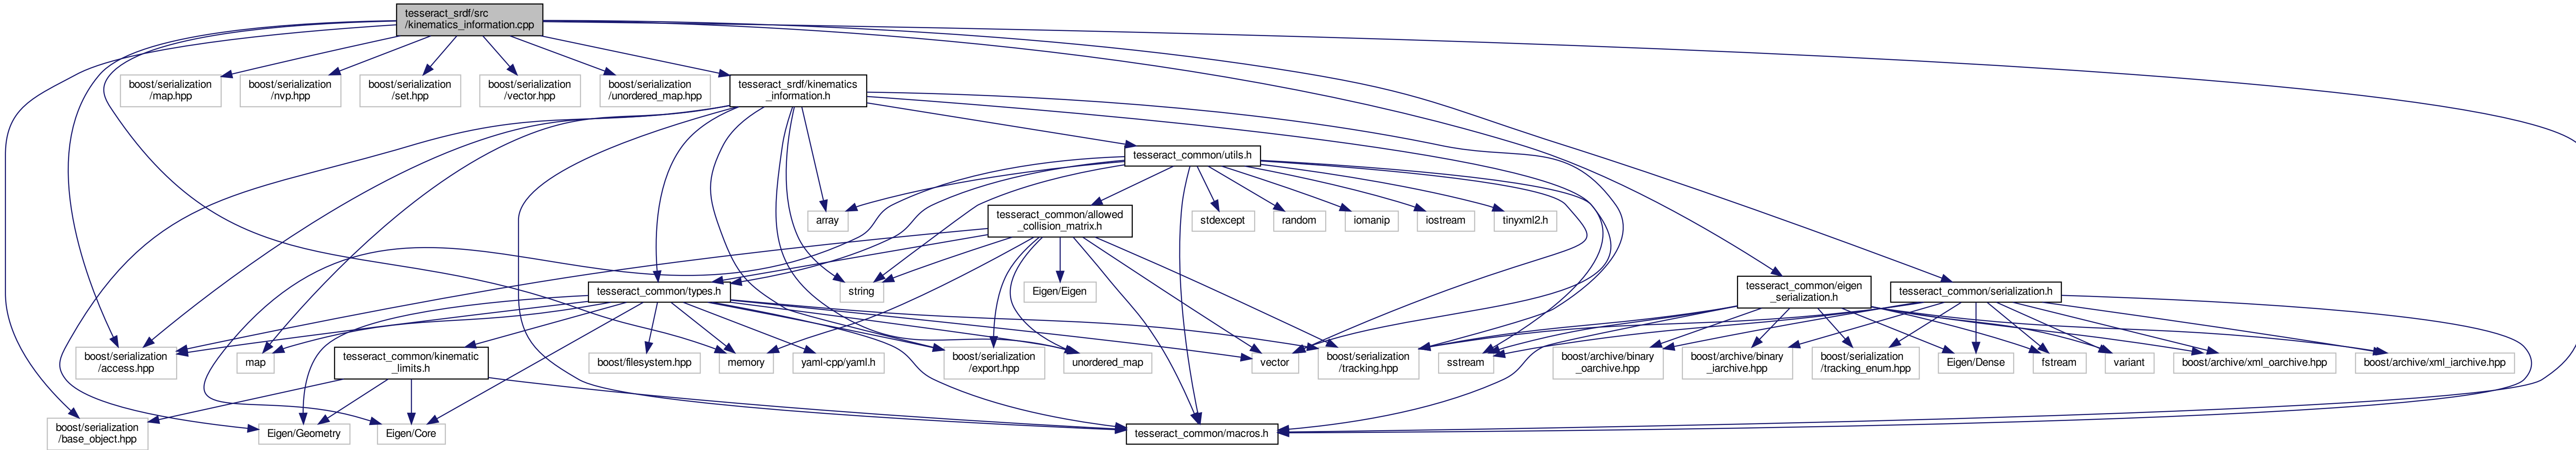 tesseract_srdf/src
/kinematics_information.cpp
boost/serialization
/map.hpp
boost/serialization
/nvp.hpp
boost/serialization
/set.hpp
boost/serialization
/vector.hpp
boost/serialization
/unordered_map.hpp
tesseract_srdf/kinematics
_information.h
tesseract_common/utils.h
array
tesseract_common/allowed
_collision_matrix.h
stdexcept
random
iomanip
iostream
tinyxml2.h
tesseract_common/types.h
string
Eigen/Eigen
tesseract_common/eigen
_serialization.h
tesseract_common/serialization.h
boost/serialization
/access.hpp
map
tesseract_common/kinematic
_limits.h
boost/filesystem.hpp
memory
yaml-cpp/yaml.h
boost/serialization
/export.hpp
unordered_map
vector
boost/serialization
/tracking.hpp
sstream
boost/archive/binary
_oarchive.hpp
boost/archive/binary
_iarchive.hpp
boost/serialization
/tracking_enum.hpp
Eigen/Dense
fstream
variant
boost/archive/xml_oarchive.hpp
boost/archive/xml_iarchive.hpp
boost/serialization
/base_object.hpp
Eigen/Geometry
Eigen/Core
tesseract_common/macros.h